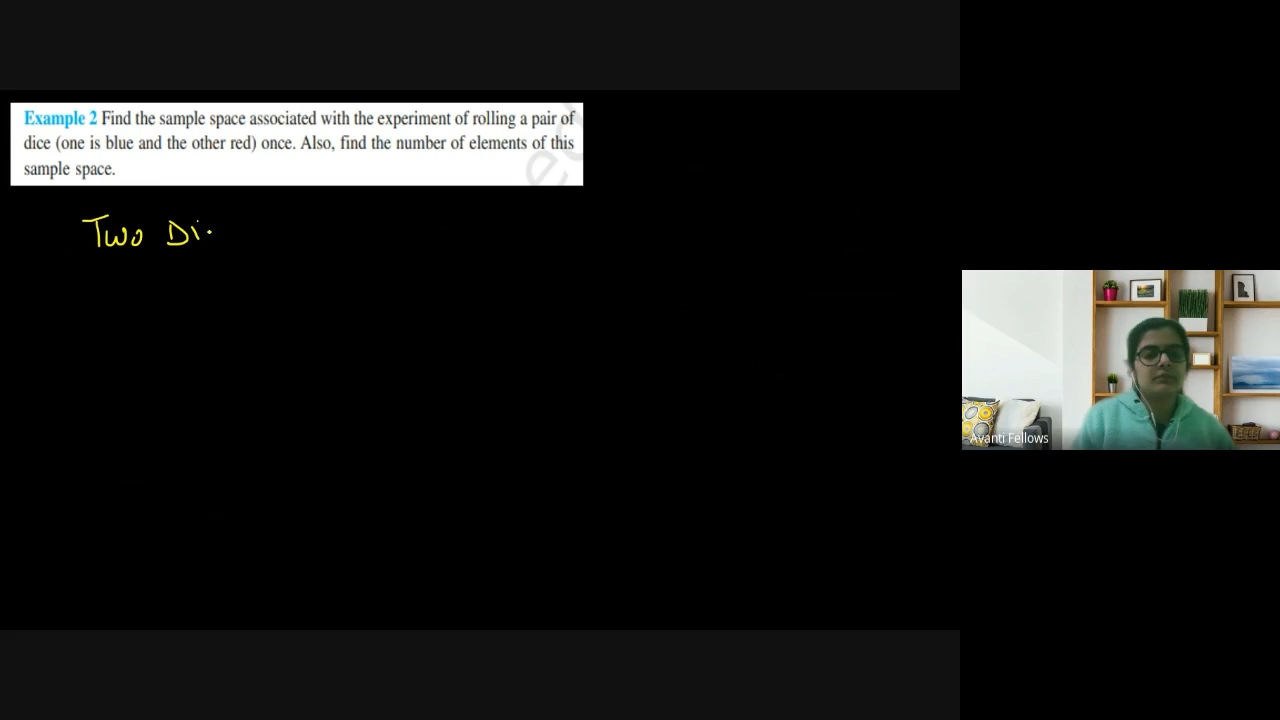 Example 2 Find the sample space associated with the experiment of rolling a pair of
dice (one is blue and the other red) once. Also, find the number of elements of this
sample space.
Two Di
Avanti Fellows